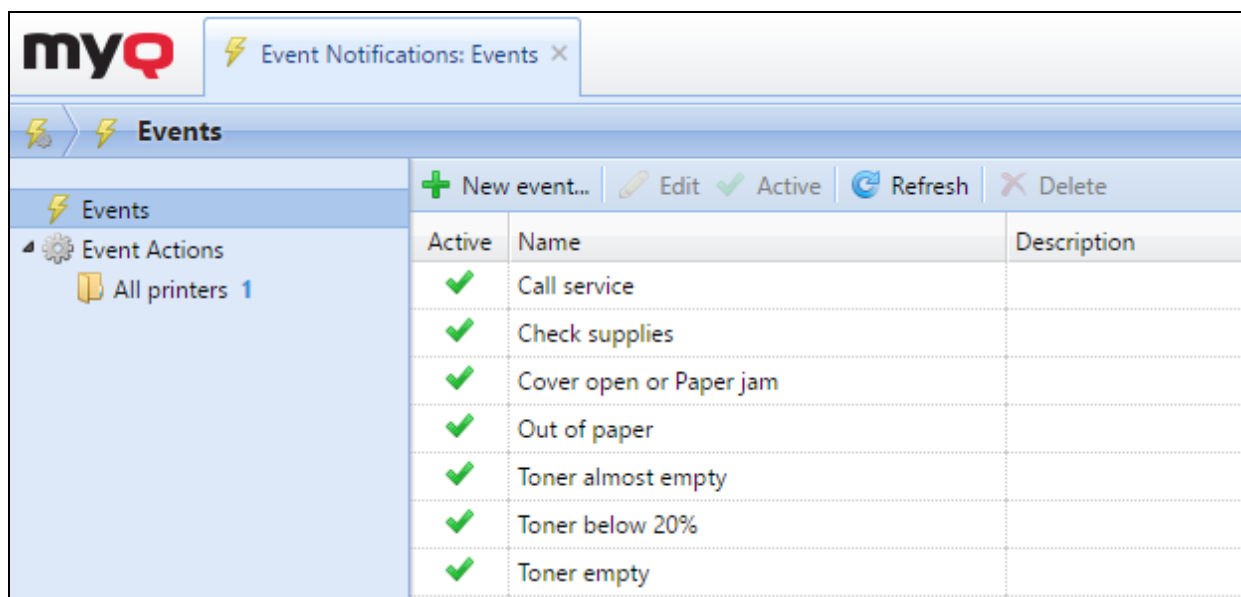 myQ
Event Notifications: Events
Events
New event... Edit Active Refresh Delete
Events
Event Actions
All printers 1
Active Name Description
Call service
Check supplies
Cover open or Paper jam
Out of paper
Toner almost empty
Toner below 20%
Toner empty